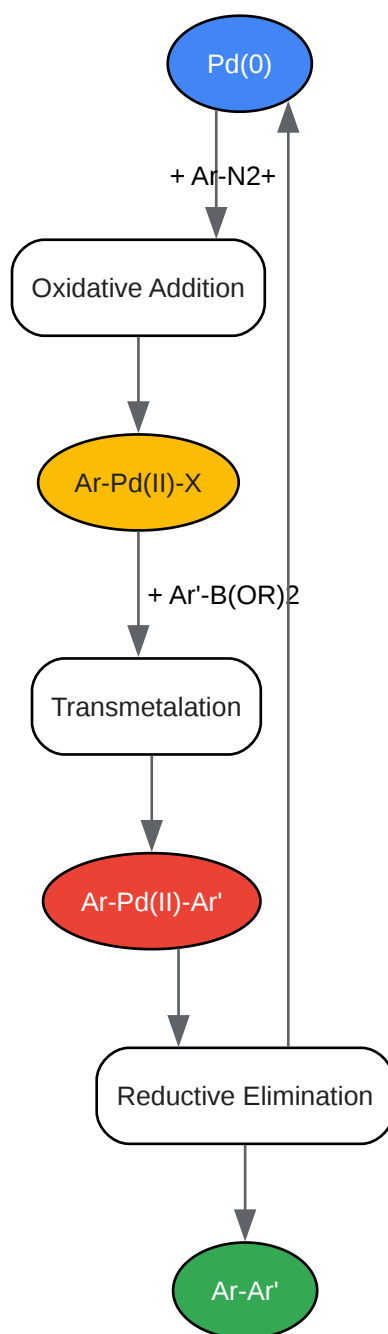 Pd(0)
+ Ar-N2+
Oxidative Addition
Ar-Pd(II)-X
+ Ar'-B(OR)2
Transmetalation
Ar-Pd(II)-Ar'
Reductive Elimination
Ar-Ar'